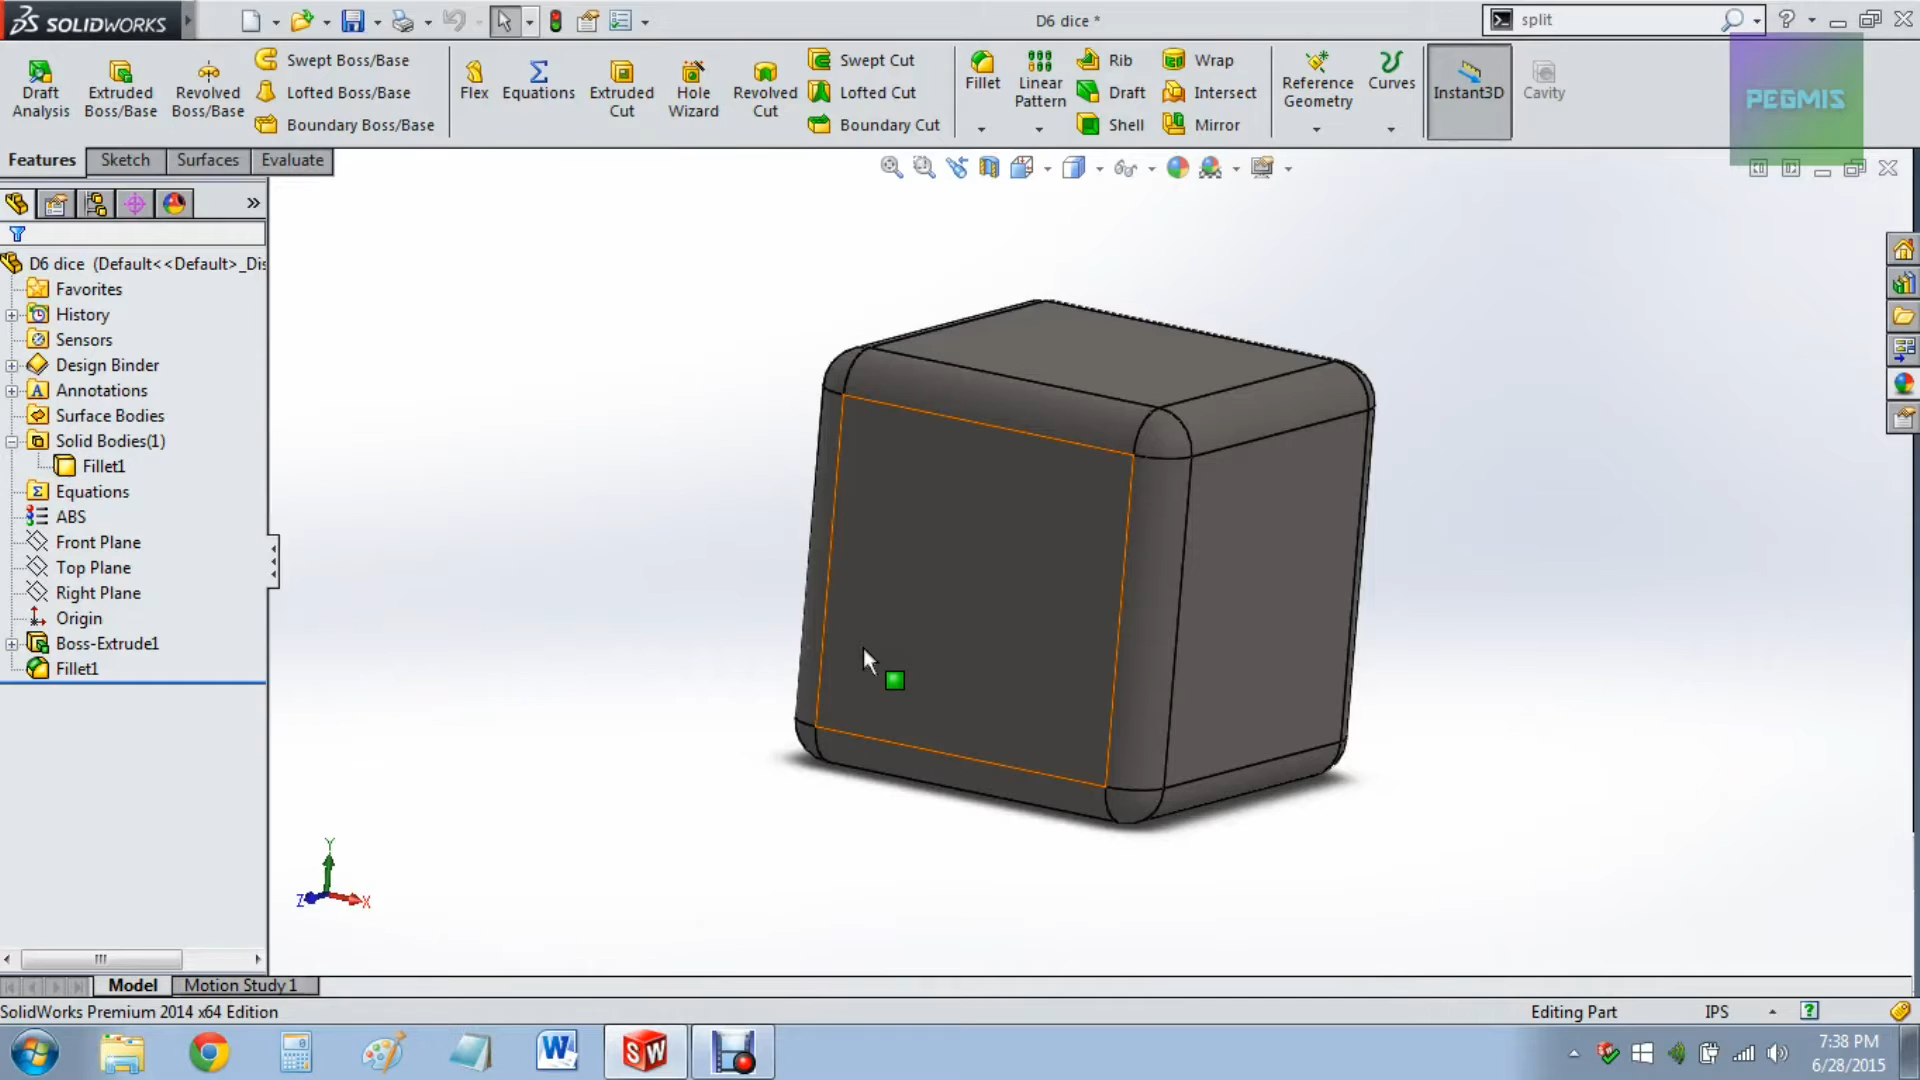 SOLIDWORKS
D6 dice *
split
PEGMIS
Draft Analysis
Extruded Boss/Base
Revolved Boss/Base
Swept Boss/Base
Lofted Boss/Base
Boundary Boss/Base
Flex
Equations
Extruded Cut
Hole Wizard
Revolved Cut
Swept Cut
Lofted Cut
Boundary Cut
Fillet
Linear Pattern
Rib
Draft
Shell
Wrap
Intersect
Mirror
Reference Geometry
Curves
Instant3D
Cavity
Features
Sketch
Surfaces
Evaluate
D6 dice (Default<<Default>_Dis
Favorites
History
Sensors
Design Binder
Annotations
Surface Bodies
Solid Bodies(1)
Fillet1
Equations
ABS
Front Plane
Top Plane
Right Plane
Origin
Boss-Extrude1
Fillet1
Y
Z
X
Model
Motion Study 1
SolidWorks Premium 2014 x64 Edition
Editing Part
IPS
7:38 PM
6/28/2015